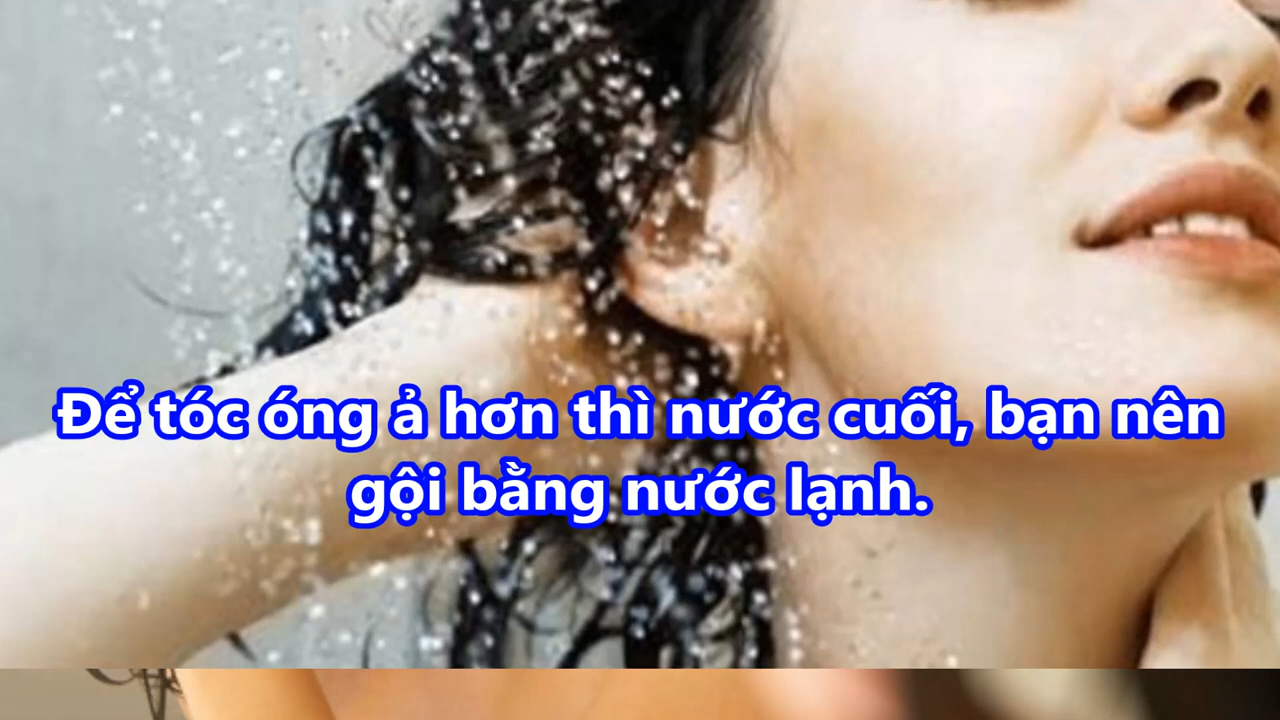 Để tóc óng ả hơn thì nước cuối, bạn nên
gội bằng nước lạnh.